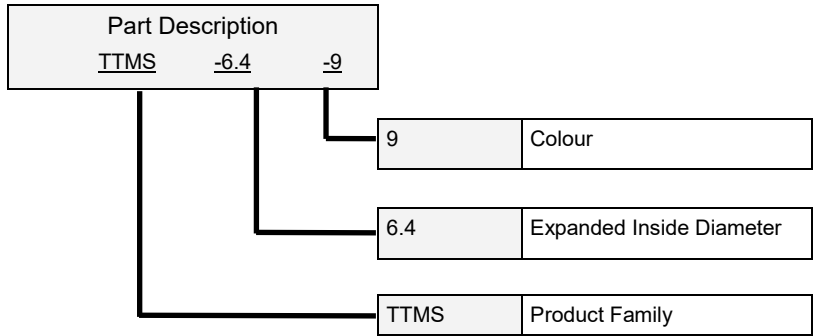 Part Description
TTMS -6.4 -9
9 Colour
6.4 Expanded Inside Diameter
TTMS Product Family